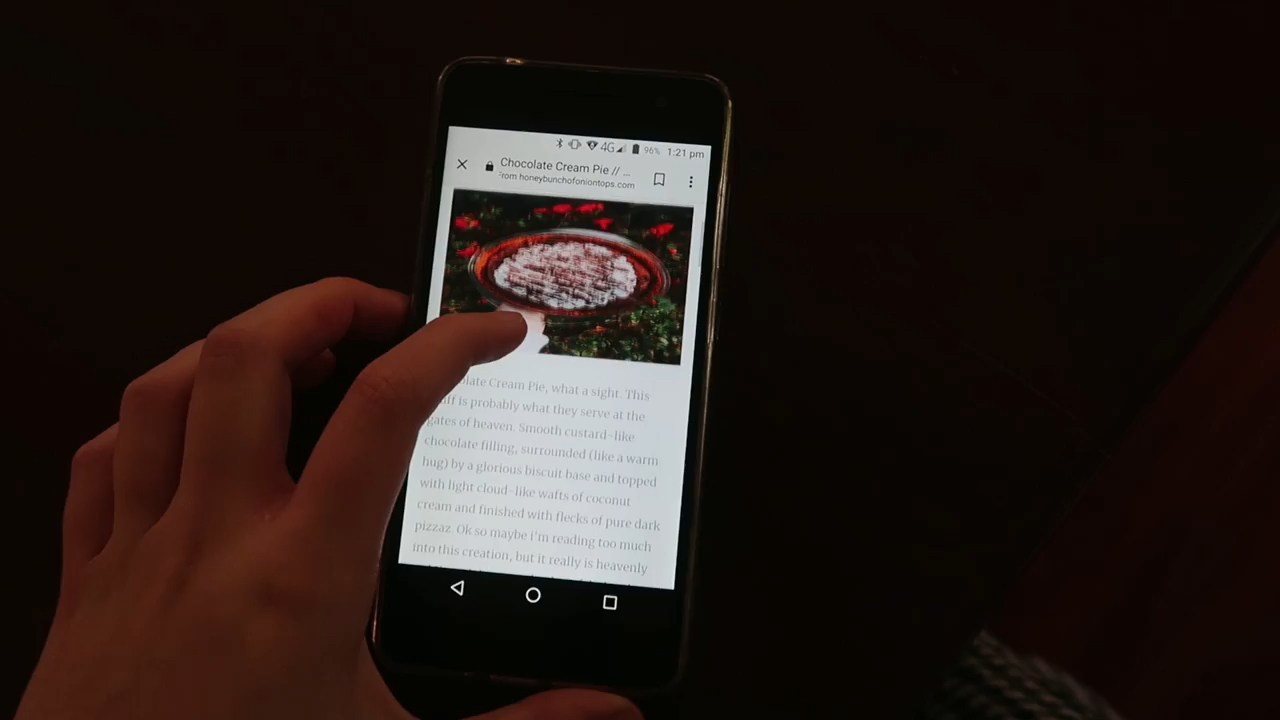 4G 96% 1:21 pm
Chocolate Cream Pie // ...
from honeybunchofoniontops.com
Cream Pie, what a sight. This
is probably what they serve at the
gates of heaven. Smooth custard-like
chocolate filling, surrounded (like a warm
hug) by a glorious biscuit base and topped
with light cloud-like wafts of coconut
cream and finished with flecks of pure dark
pizzaz. Ok so maybe i'm reading too much
into this creation, but it really is heavenly